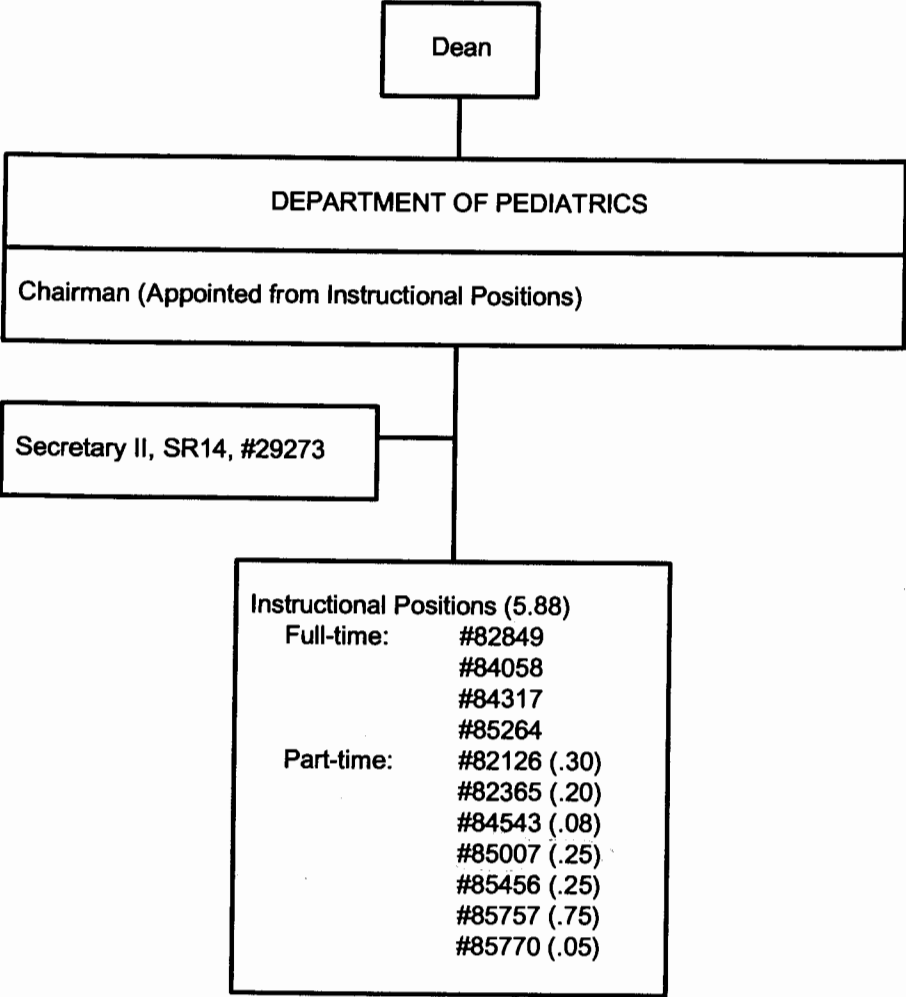 Dean
DEPARTMENT OF PEDIATRICS
Chairman (Appointed from Instructional Positions)
Secretary II, SR14, #29273
Instructional Positions (5.88)
Full-time: #82849
#84058
#84317
#85264
Part-time: #82126 (.30)
#82365 (.20)
#84543 (.08)
#85007 (.25)
#85456 (.25)
#85757 (.75)
#85770 (.05)